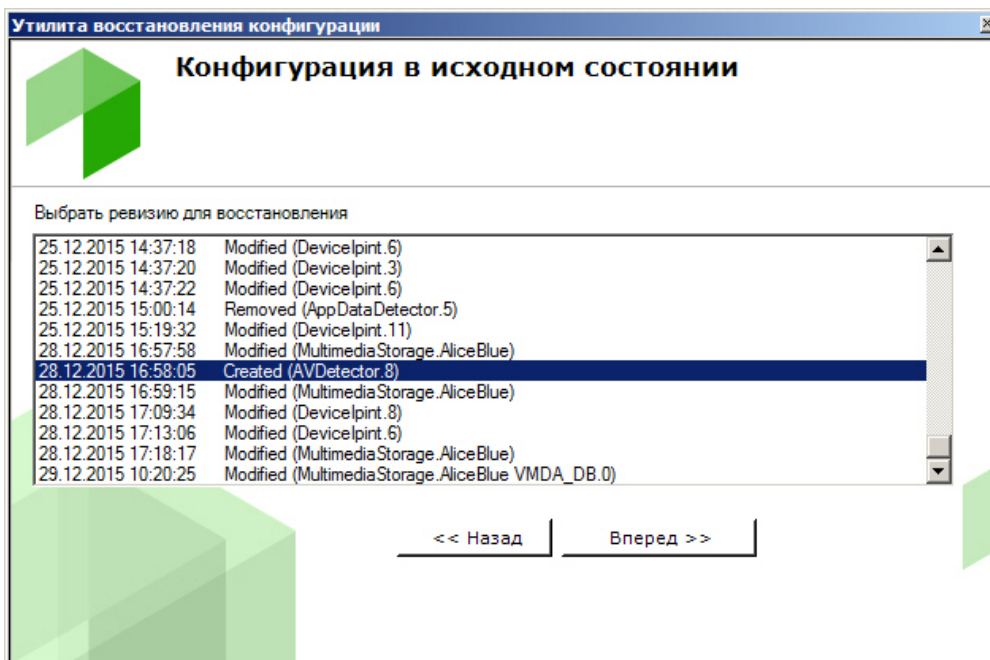 Утилита восстановления конфигурации
Конфигурация в исходном состоянии
Выбрать ревизию для восстановления
25.12.2015 14:37:18 Modified (DeviceIpint.6)
25.12.2015 14:37:20 Modified (DeviceIpint.3)
25.12.2015 14:37:22 Modified (DeviceIpint.6)
25.12.2015 15:00:14 Removed (AppDataDetector.5)
25.12.2015 15:19:32 Modified (DeviceIpint.11)
28.12.2015 16:57:58 Modified (MultimediaStorage.AliceBlue)
28.12.2015 16:58:05 Created (AVDetector.8)
28.12.2015 16:59:15 Modified (MultimediaStorage.AliceBlue)
28.12.2015 17:09:34 Modified (DeviceIpint.8)
28.12.2015 17:13:06 Modified (DeviceIpint.6)
28.12.2015 17:18:17 Modified (MultimediaStorage.AliceBlue)
29.12.2015 10:20:25 Modified (MultimediaStorage.AliceBlue VMDA_DB.0)
<< Назад Вперед >>